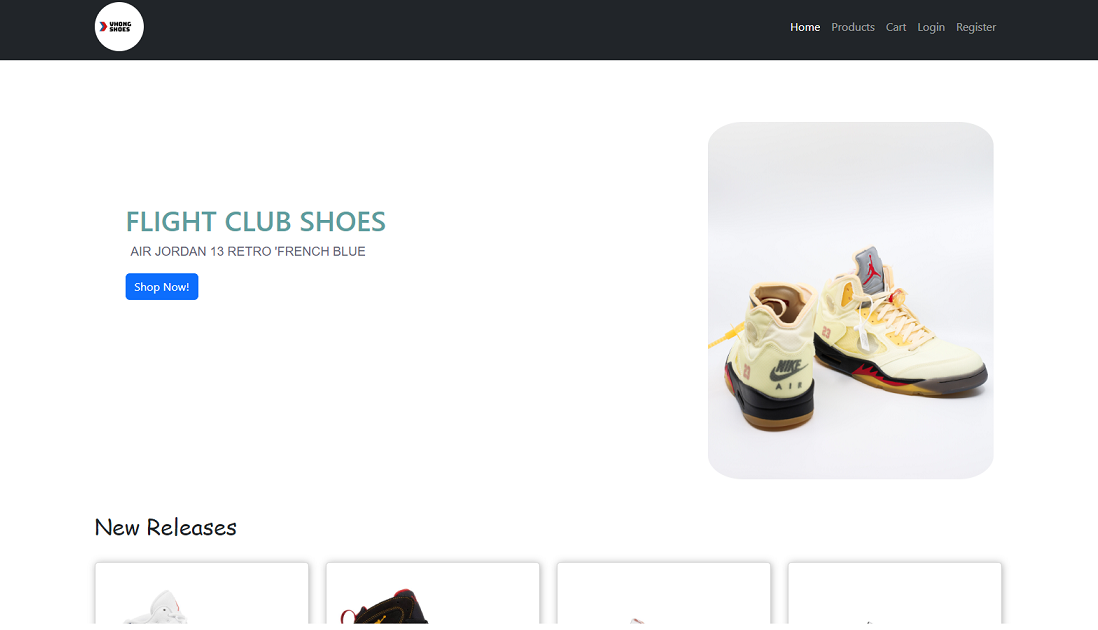 UHONG
SHOES
Home Products Cart Login Register
FLIGHT CLUB SHOES
AIR JORDAN 13 RETRO 'FRENCH BLUE
Shop Now!
23
23
NIKE
AIR
New Releases